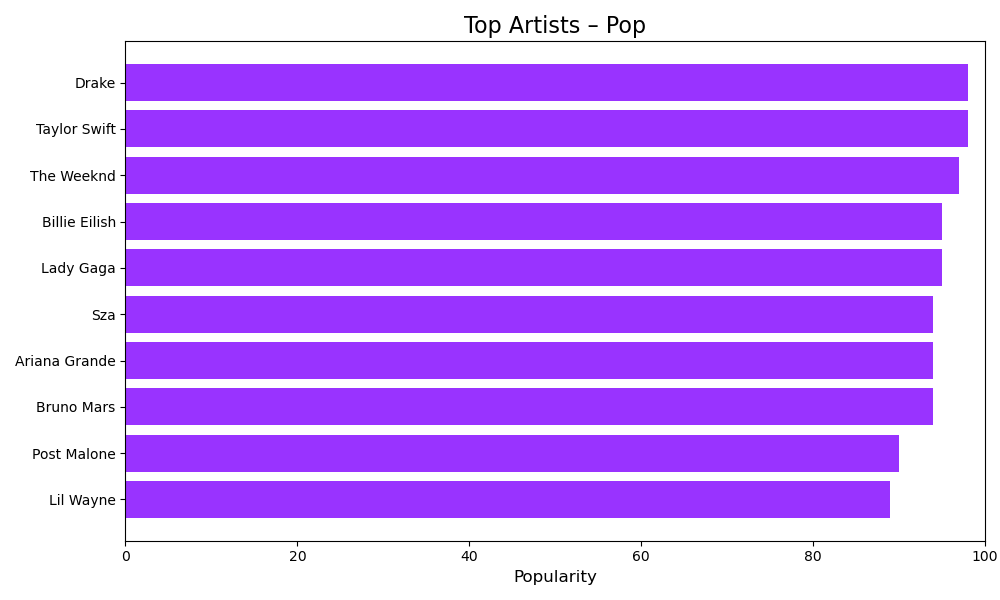 Top Artists – Pop
Drake
Taylor Swift
The Weeknd
Billie Eilish
Lady Gaga
Sza
Ariana Grande
Bruno Mars
Post Malone
Lil Wayne
0 20 40 60 80 100
Popularity